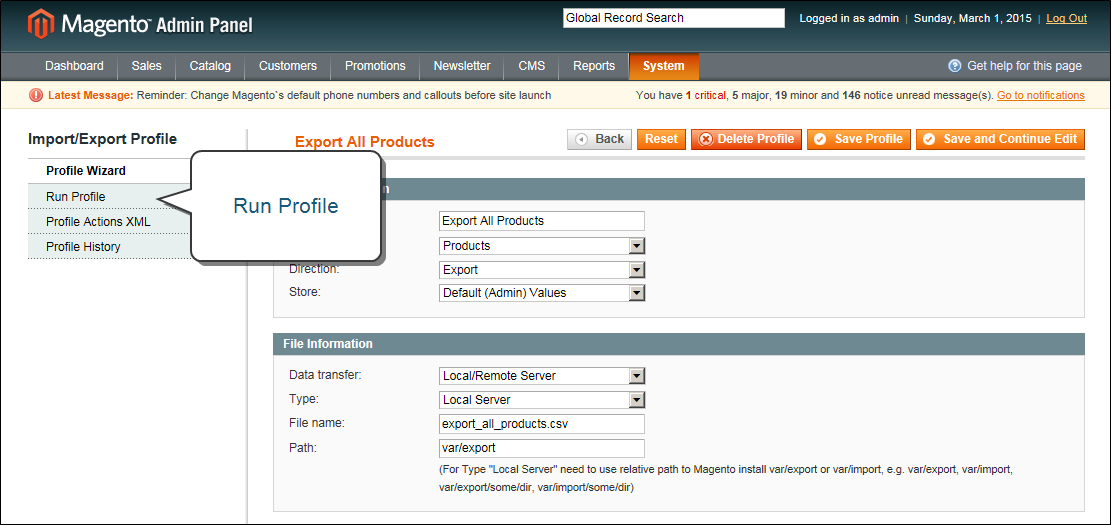 Magento™ Admin Panel
Global Record Search
Logged in as admin | Sunday, March 1, 2015 | Log Out
Dashboard Sales Catalog Customers Promotions Newsletter CMS Reports System Get help for this page
Latest Message: Reminder: Change Magento`s default phone numbers and callouts before site launch
You have 1 critical, 5 major, 19 minor and 146 notice unread message(s). Go to notifications
Import/Export Profile
Profile Wizard
Run Profile
Profile Actions XML
Profile History
Run Profile
Export All Products
Back Reset Delete Profile Save Profile Save and Continue Edit
Export All Products
Products
Direction: Export
Store: Default (Admin) Values
File Information
Data transfer: Local/Remote Server
Type: Local Server
File name: export_all_products.csv
Path: var/export
(For Type "Local Server" need to use relative path to Magento install var/export or var/import, e.g. var/export, var/import,
var/export/some/dir, var/import/some/dir)